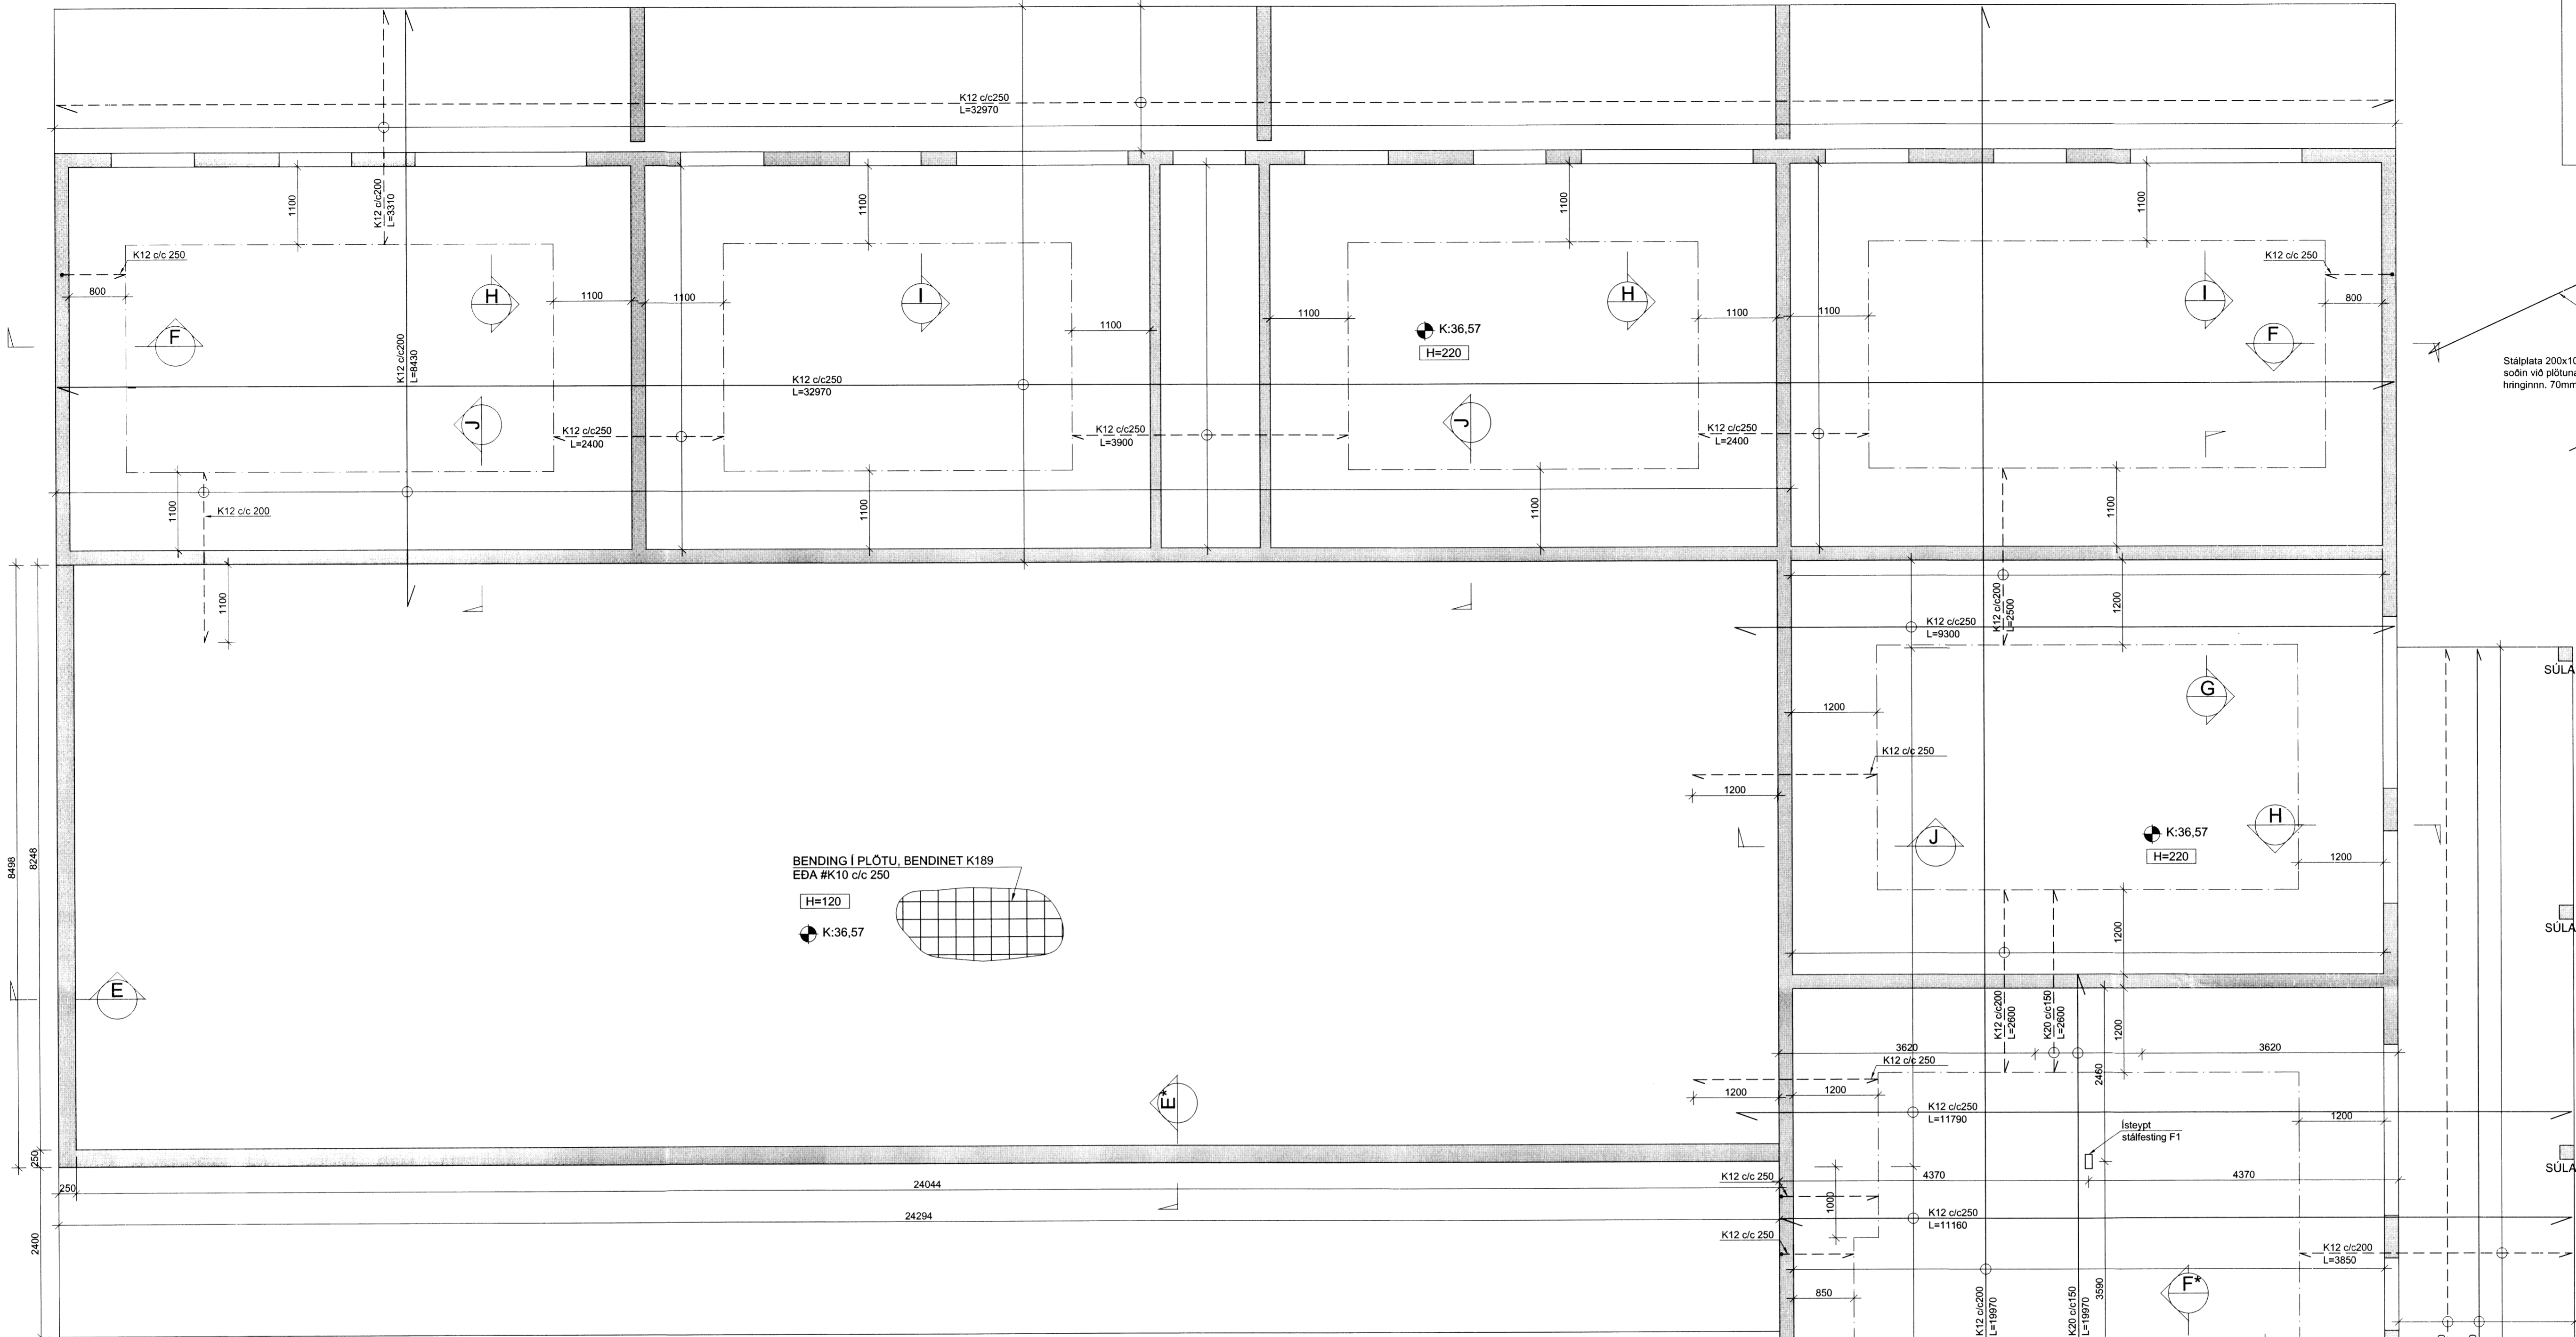 K12 c/c250
L=32970
K12 c/c200
L=3310
1100
1100
1100
1100
K12 c/c 250
800
F
H
1100
1100
I
1100
1100
K:36,57
H=220
H
1100
1100
I
K12 c/c 250
800
F
Stálplata 200x10
soðin við plötuna
hringinn. 70mm
K12 c/c200
L=8430
K12 c/c250
L=32970
J
K12 c/c250
L=2400
K12 c/c250
L=3900
J
K12 c/c250
L=2400
1100
K12 c/c 200
1100
1100
1100
1100
K12 c/c200
L=2500
1200
K12 c/c250
L=9300
SÚLA
G
1200
K12 c/c 250
1200
J
K:36,57
H=220
H
1200
8498
8248
BENDING Í PLÖTU, BENDINET K189
EÐA #K10 c/c 250
H=120
K:36,57
SÚLA
1200
E
K12 c/c200
L=2600
K20 c/c150
L=2600
1200
3620
3620
K12 c/c 250
2460
E*
1200
1200
K12 c/c250
L=11790
1200
Ísteypt
stálfesting F1
SÚLA
250
250
24044
K12 c/c 250
4370
4370
1000
24294
K12 c/c250
L=11160
K12 c/c 250
K12 c/c200
L=3850
2400
850
K12 c/c200
L=19970
K20 c/c150
L=19970
3590
F*